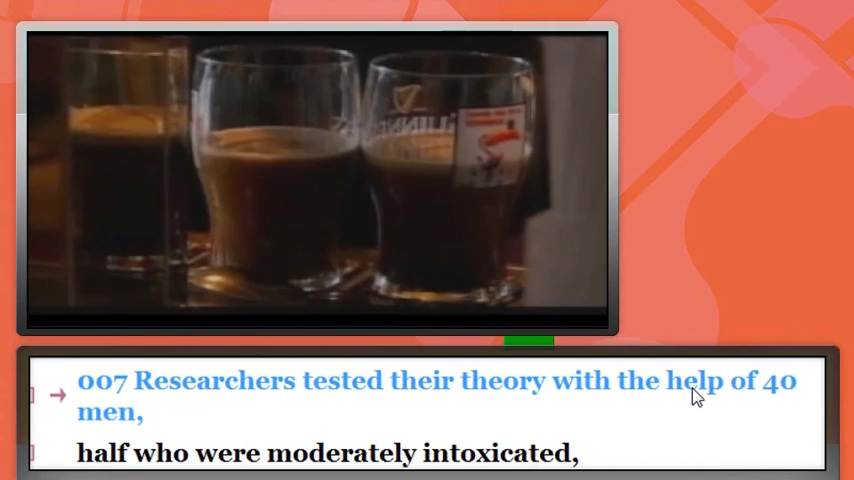 007 Researchers tested their theory with the help of 40
men,
half who were moderately intoxicated,